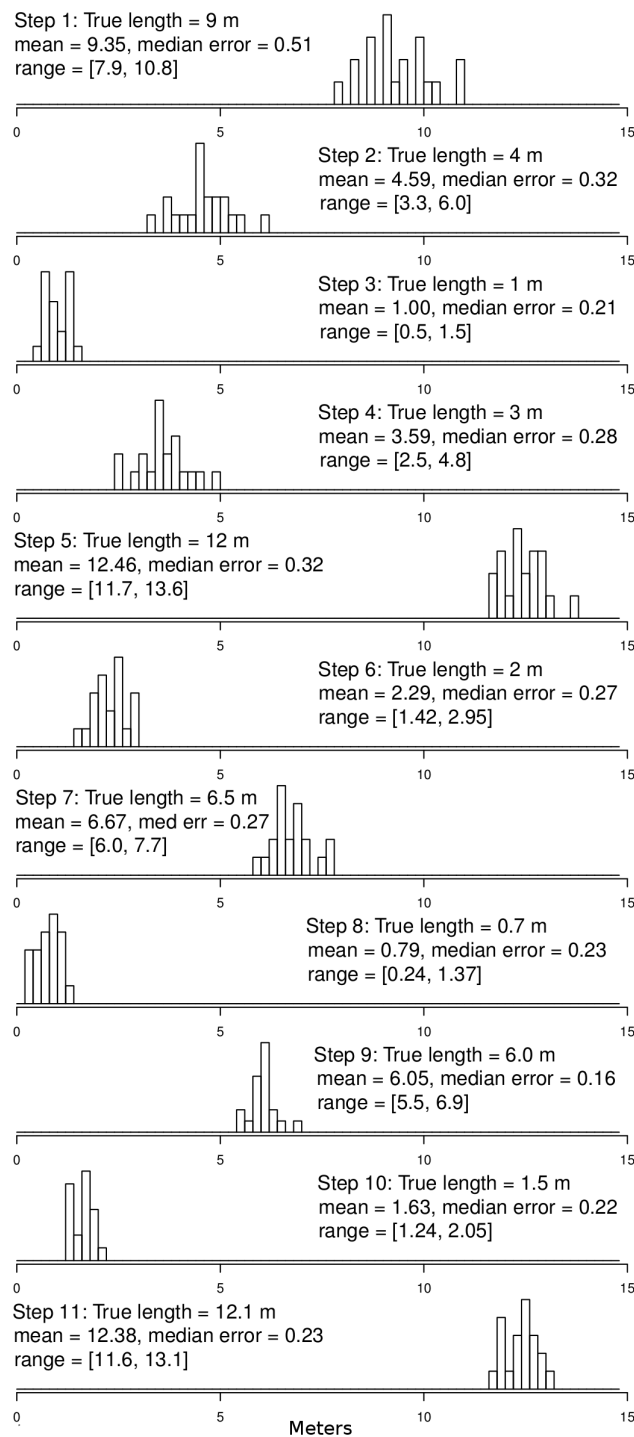 Step 1: True length = 9 m
mean = 9.35, median error = 0.51
range = [7.9, 10.8]
0 5 10 15
Step 2: True length = 4 m
mean = 4.59, median error = 0.32
range = [3.3, 6.0]
0 5 10 15
Step 3: True length = 1 m
mean = 1.00, median error = 0.21
range = [0.5, 1.5]
0 5 10 15
Step 4: True length = 3 m
mean = 3.59, median error = 0.28
range = [2.5, 4.8]
0 5 10 15
Step 5: True length = 12 m
mean = 12.46, median error = 0.32
range = [11.7, 13.6]
0 5 10 15
Step 6: True length = 2 m
mean = 2.29, median error = 0.27
range = [1.42, 2.95]
0 5 10 15
Step 7: True length = 6.5 m
mean = 6.67, med err = 0.27
range = [6.0, 7.7]
0 5 10 15
Step 8: True length = 0.7 m
mean = 0.79, median error = 0.23
range = [0.24, 1.37]
0 5 10 15
Step 9: True length = 6.0 m
mean = 6.05, median error = 0.16
range = [5.5, 6.9]
0 5 10 15
Step 10: True length = 1.5 m
mean = 1.63, median error = 0.22
range = [1.24, 2.05]
0 5 10 15
Step 11: True length = 12.1 m
mean = 12.38, median error = 0.23
range = [11.6, 13.1]
0 5 10 15
Meters